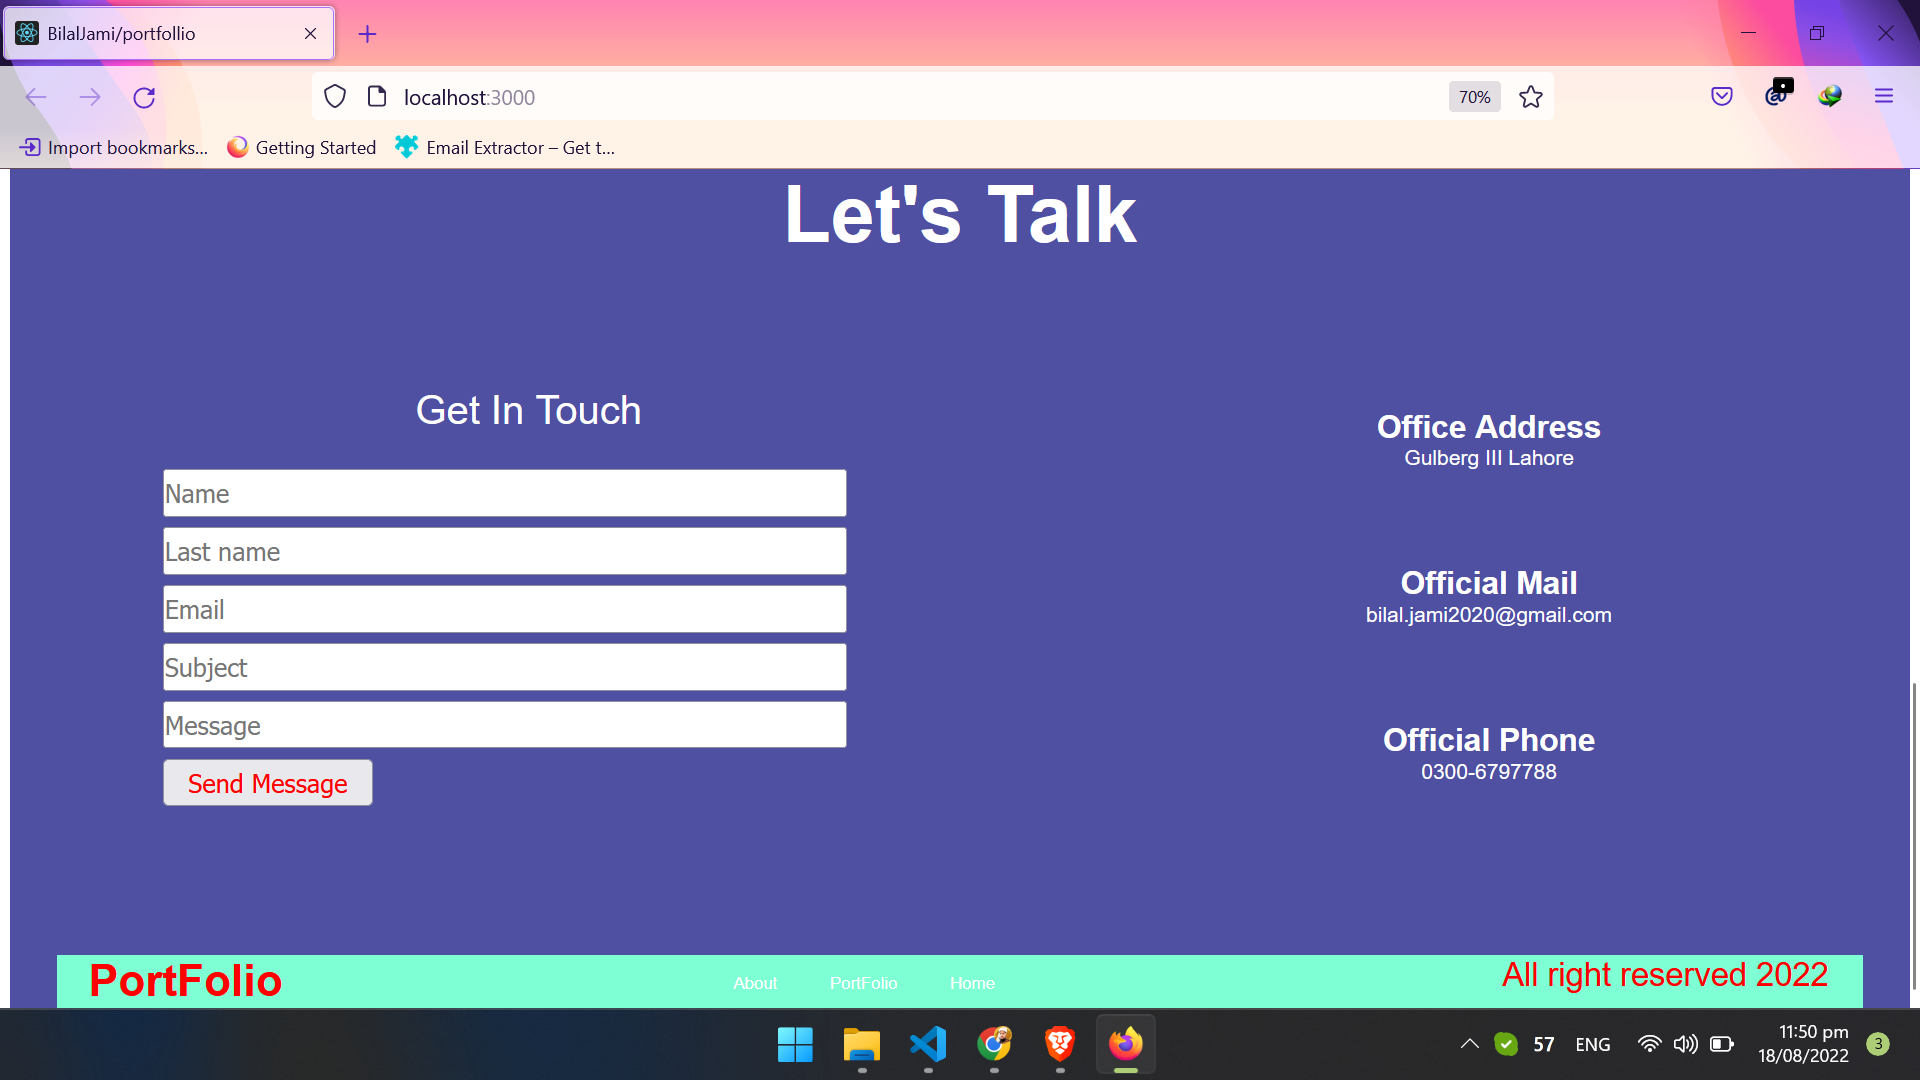 BilalJami/portfollio
localhost:3000
70%
Import bookmarks...
Getting Started
Email Extractor – Get t...
Let's Talk
Get In Touch
Name
Last name
Email
Subject
Message
Send Message
Office Address
Gulberg III Lahore
Official Mail
bilal.jami2020@gmail.com
Official Phone
0300-6797788
PortFolio
About
PortFolio
Home
All right reserved 2022
57
ENG
11:50 pm
18/08/2022
3